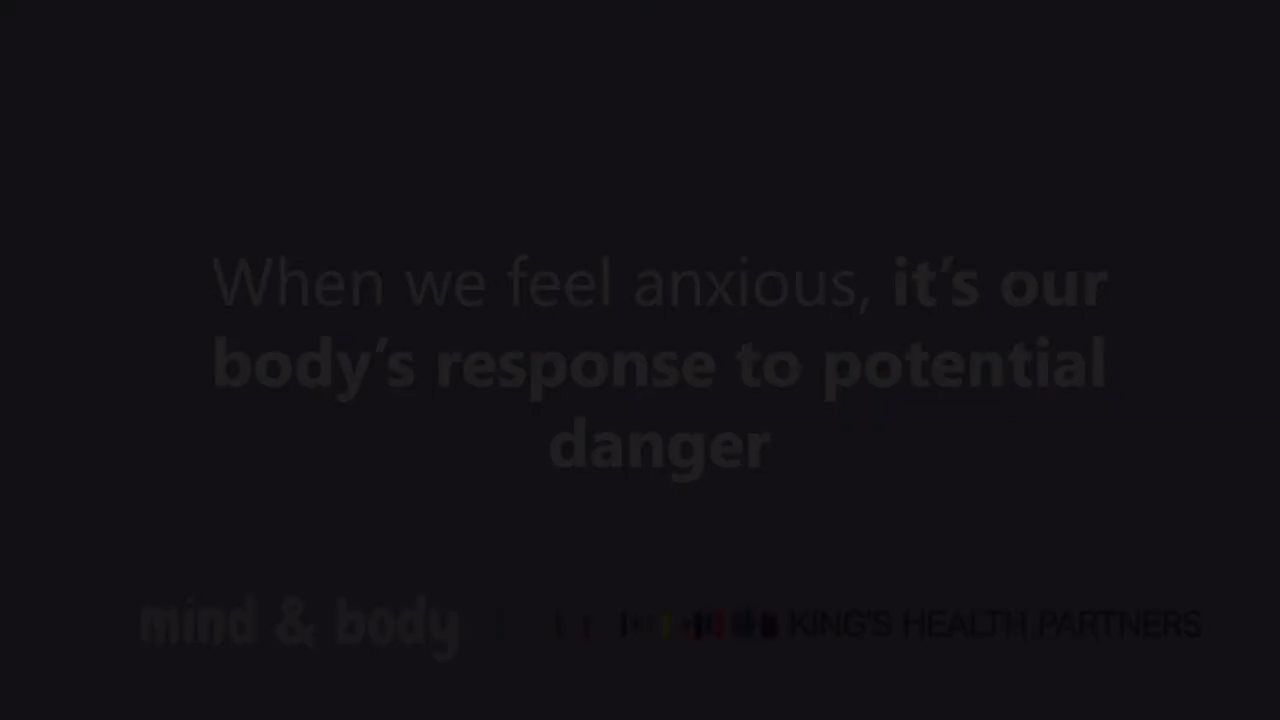 When we feel anxious, it’s our
body’s response to potential
danger
mind & body
KING'S HEALTH PARTNERS